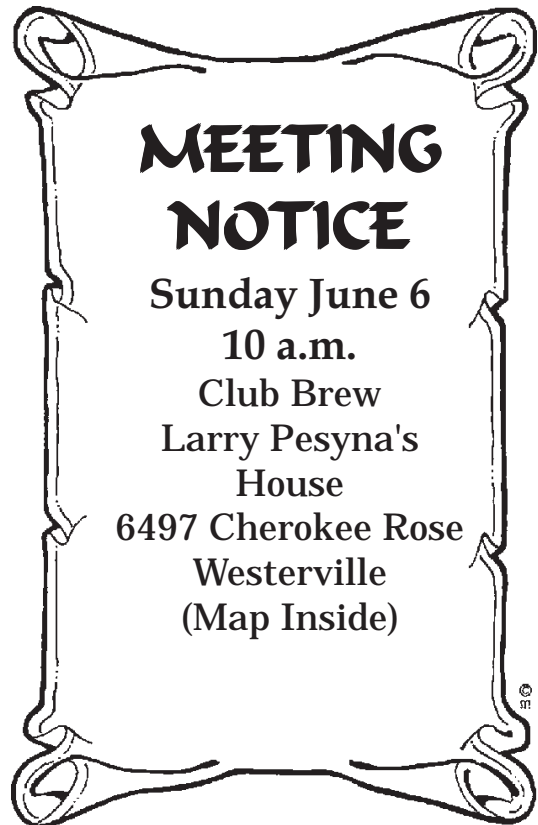 MEETING
NOTICE
Sunday June 6
10 a.m.
Club Brew
Larry Pesyna's
House
6497 Cherokee Rose
Westerville
(Map Inside)
©